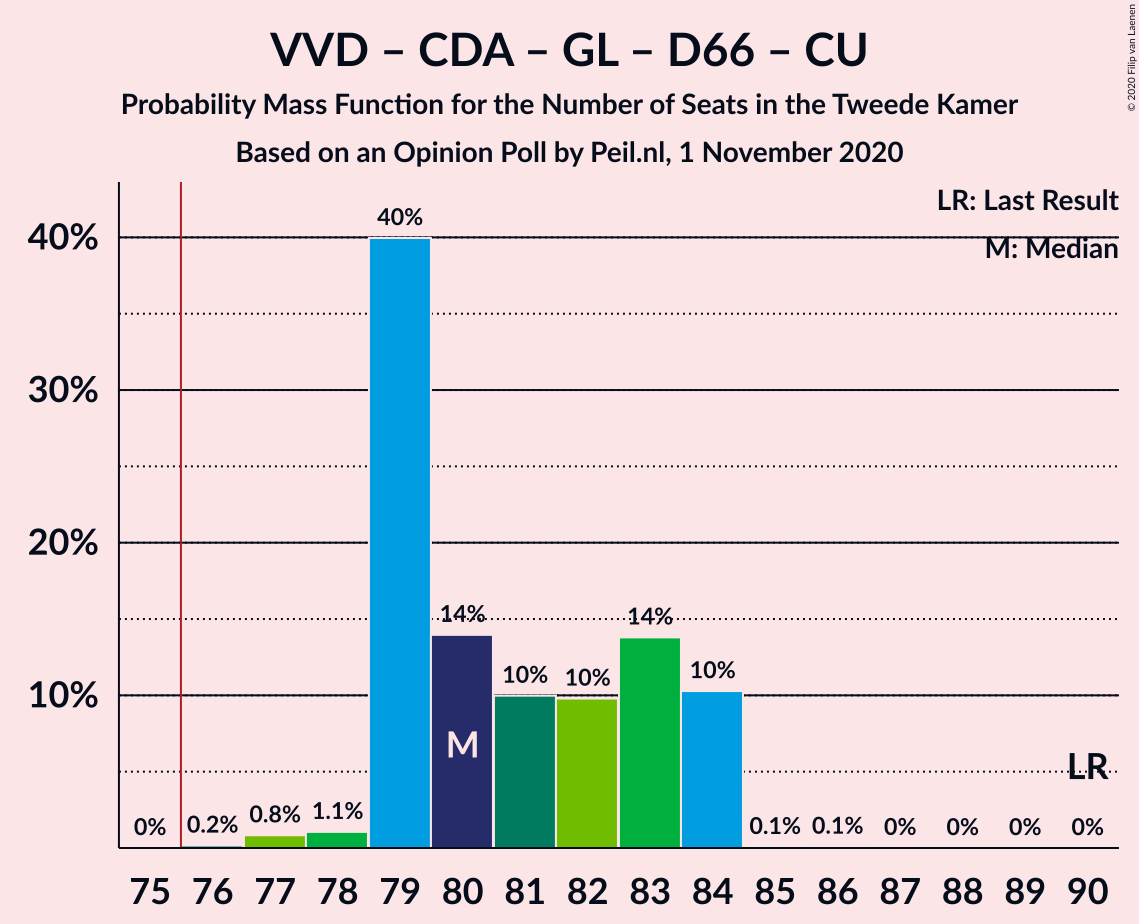 VVD – CDA – GL – D66 – CU
Probability Mass Function for the Number of Seats in the Tweede Kamer
Based on an Opinion Poll by Peil.nl, 1 November 2020
© 2020 Filip van Laenen
LR: Last Result
M: Median
40%
30%
20%
10%
0% 0.2% 0.8% 1.1% 40% 14% 10% 10% 14% 10% 0.1% 0.1% 0% 0% 0% 0%
M
LR
75 76 77 78 79 80 81 82 83 84 85 86 87 88 89 90